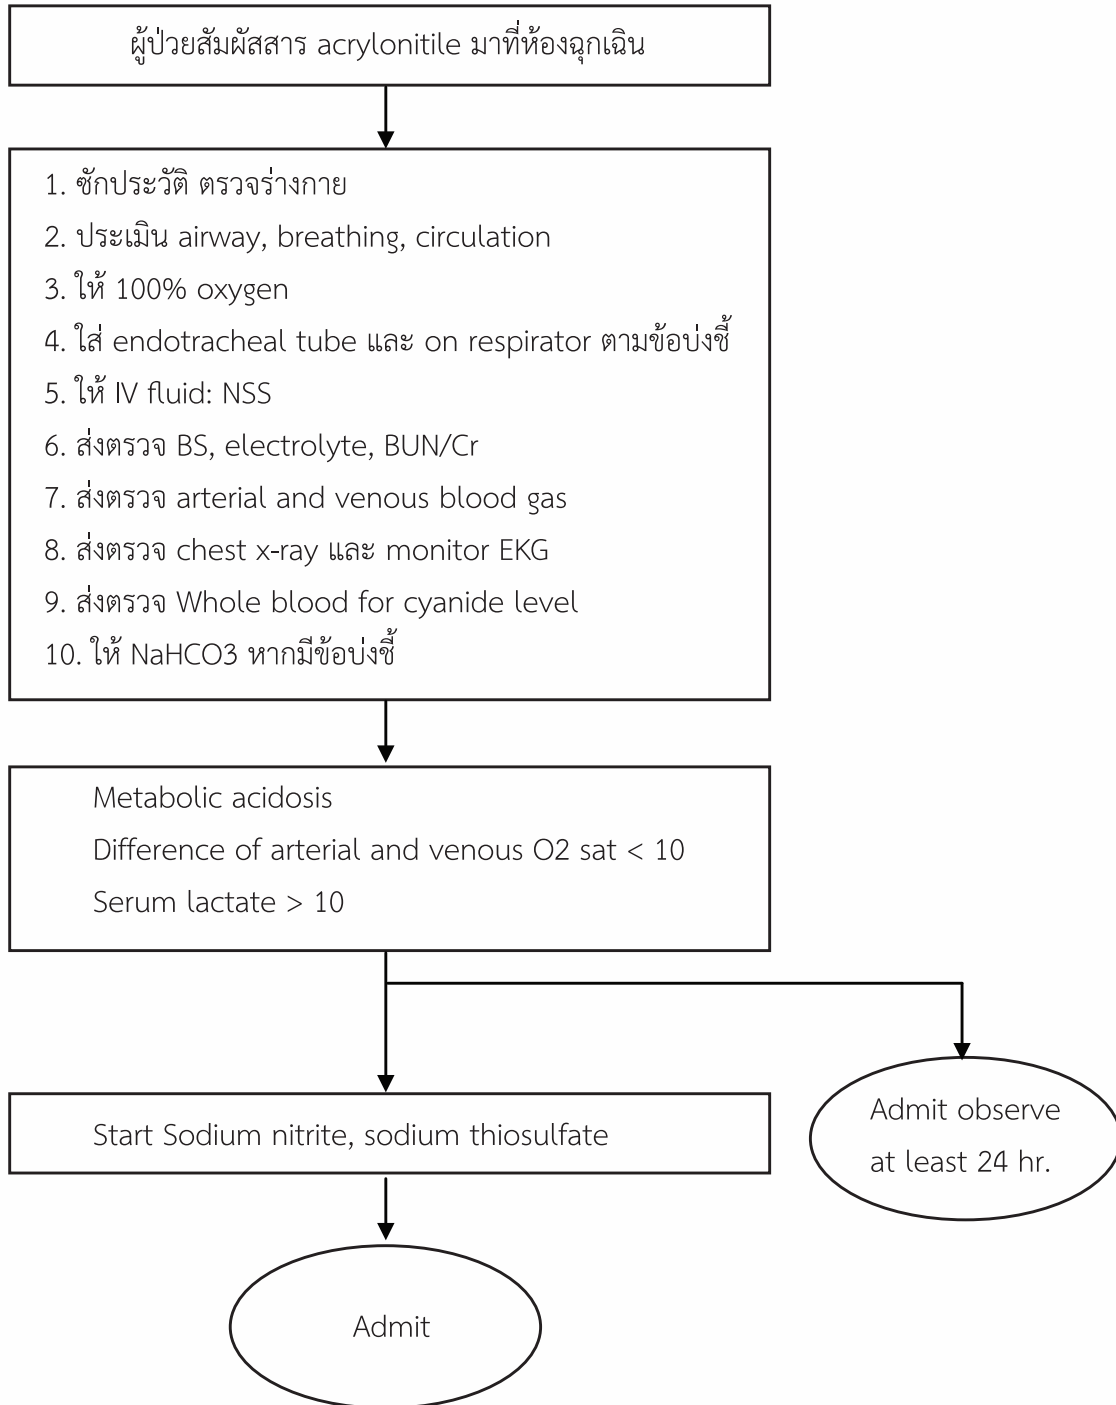 ผู้ป่วยสัมผัสสาร acrylonitile มาที่ห้องฉุกเฉิน
1. ซักประวัติ ตรวจร่างกาย
2. ประเมิน airway, breathing, circulation
3. ให้ 100% oxygen
4. ใส่ endotracheal tube และ on respirator ตามข้อบ่งชี้
5. ให้ IV fluid: NSS
6. ส่งตรวจ BS, electrolyte, BUN/Cr
7. ส่งตรวจ arterial and venous blood gas
8. ส่งตรวจ chest x-ray และ monitor EKG
9. ส่งตรวจ Whole blood for cyanide level
10. ให้ NaHCO3 หากมีข้อบ่งชี้
Metabolic acidosis
Difference of arterial and venous O2 sat < 10
Serum lactate > 10
Start Sodium nitrite, sodium thiosulfate
Admit observe
at least 24 hr.
Admit